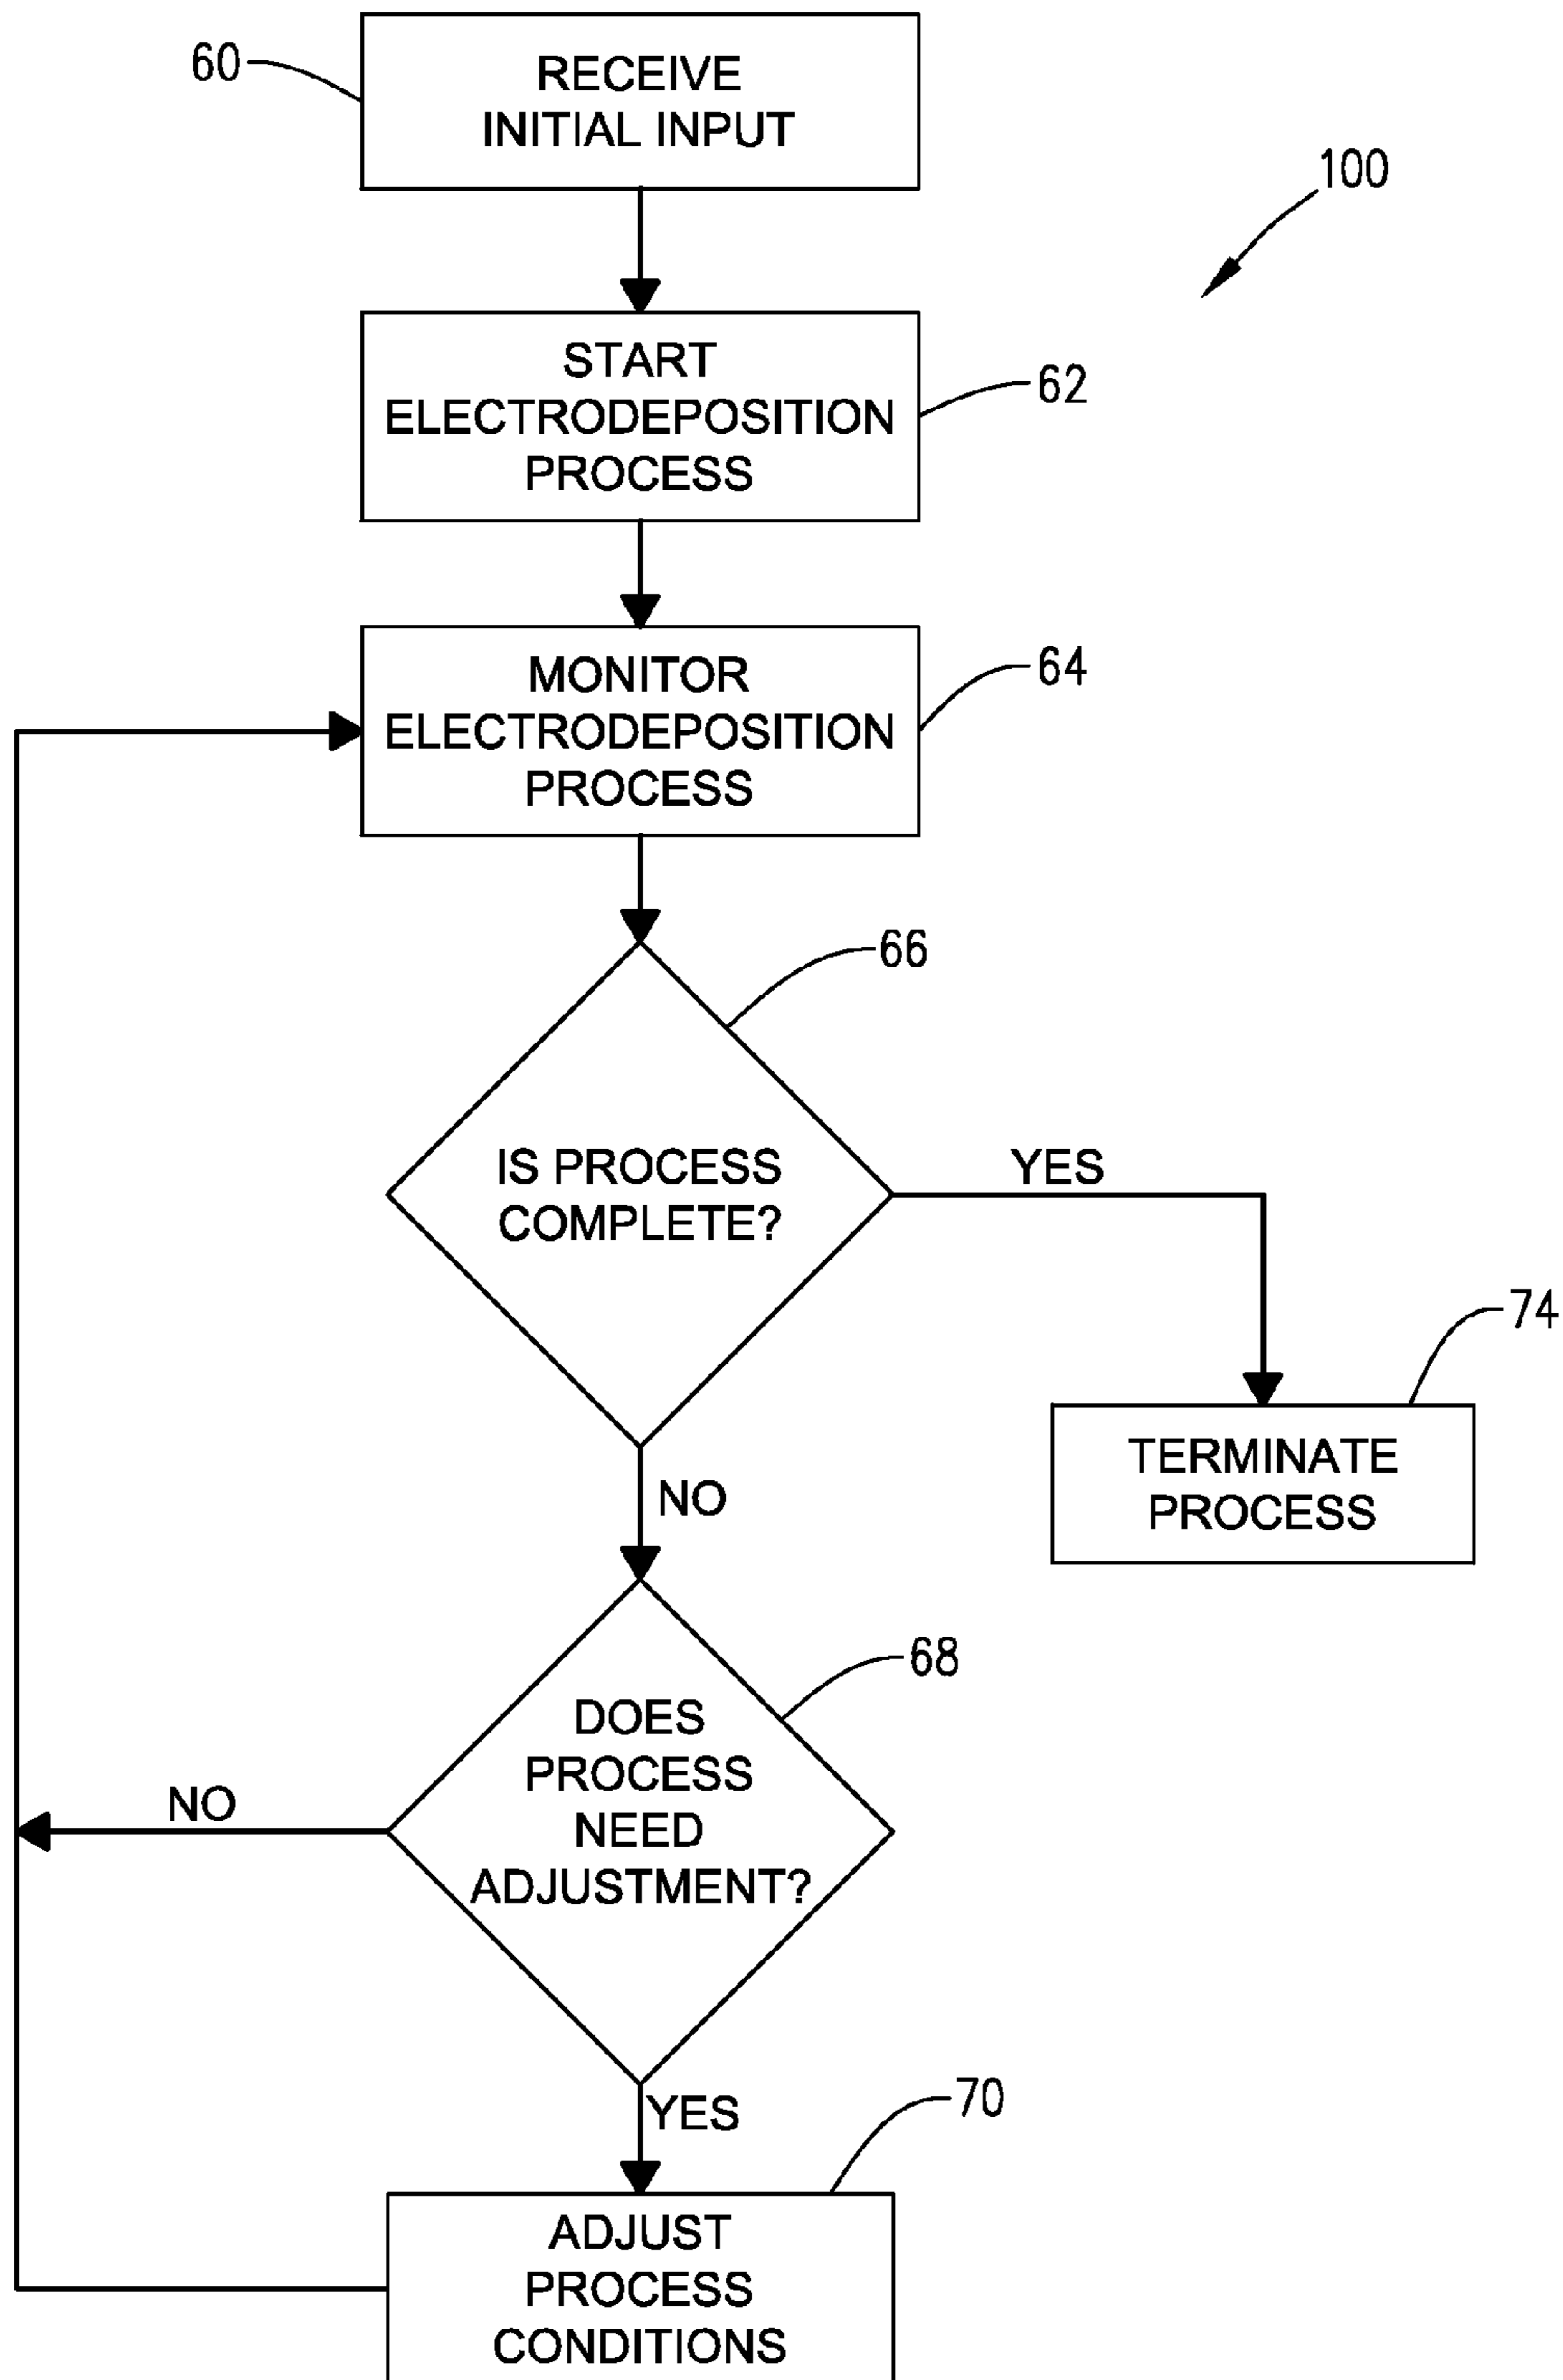 60
RECEIVE
INITIAL INPUT
100
START
ELECTRODEPOSITION
PROCESS
62
MONITOR
ELECTRODEPOSITION
PROCESS
64
66
IS PROCESS
COMPLETE?
YES
74
TERMINATE
PROCESS
NO
68
DOES
PROCESS
NEED
ADJUSTMENT?
NO
YES
70
ADJUST
PROCESS
CONDITIONS